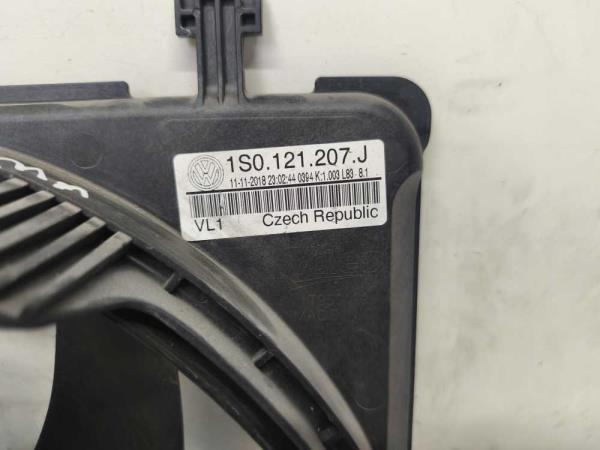 1S0.121.207.J
11-11-2018 23:02:44 0394 K:1.003 L83 8.1
VL1 Czech Republic